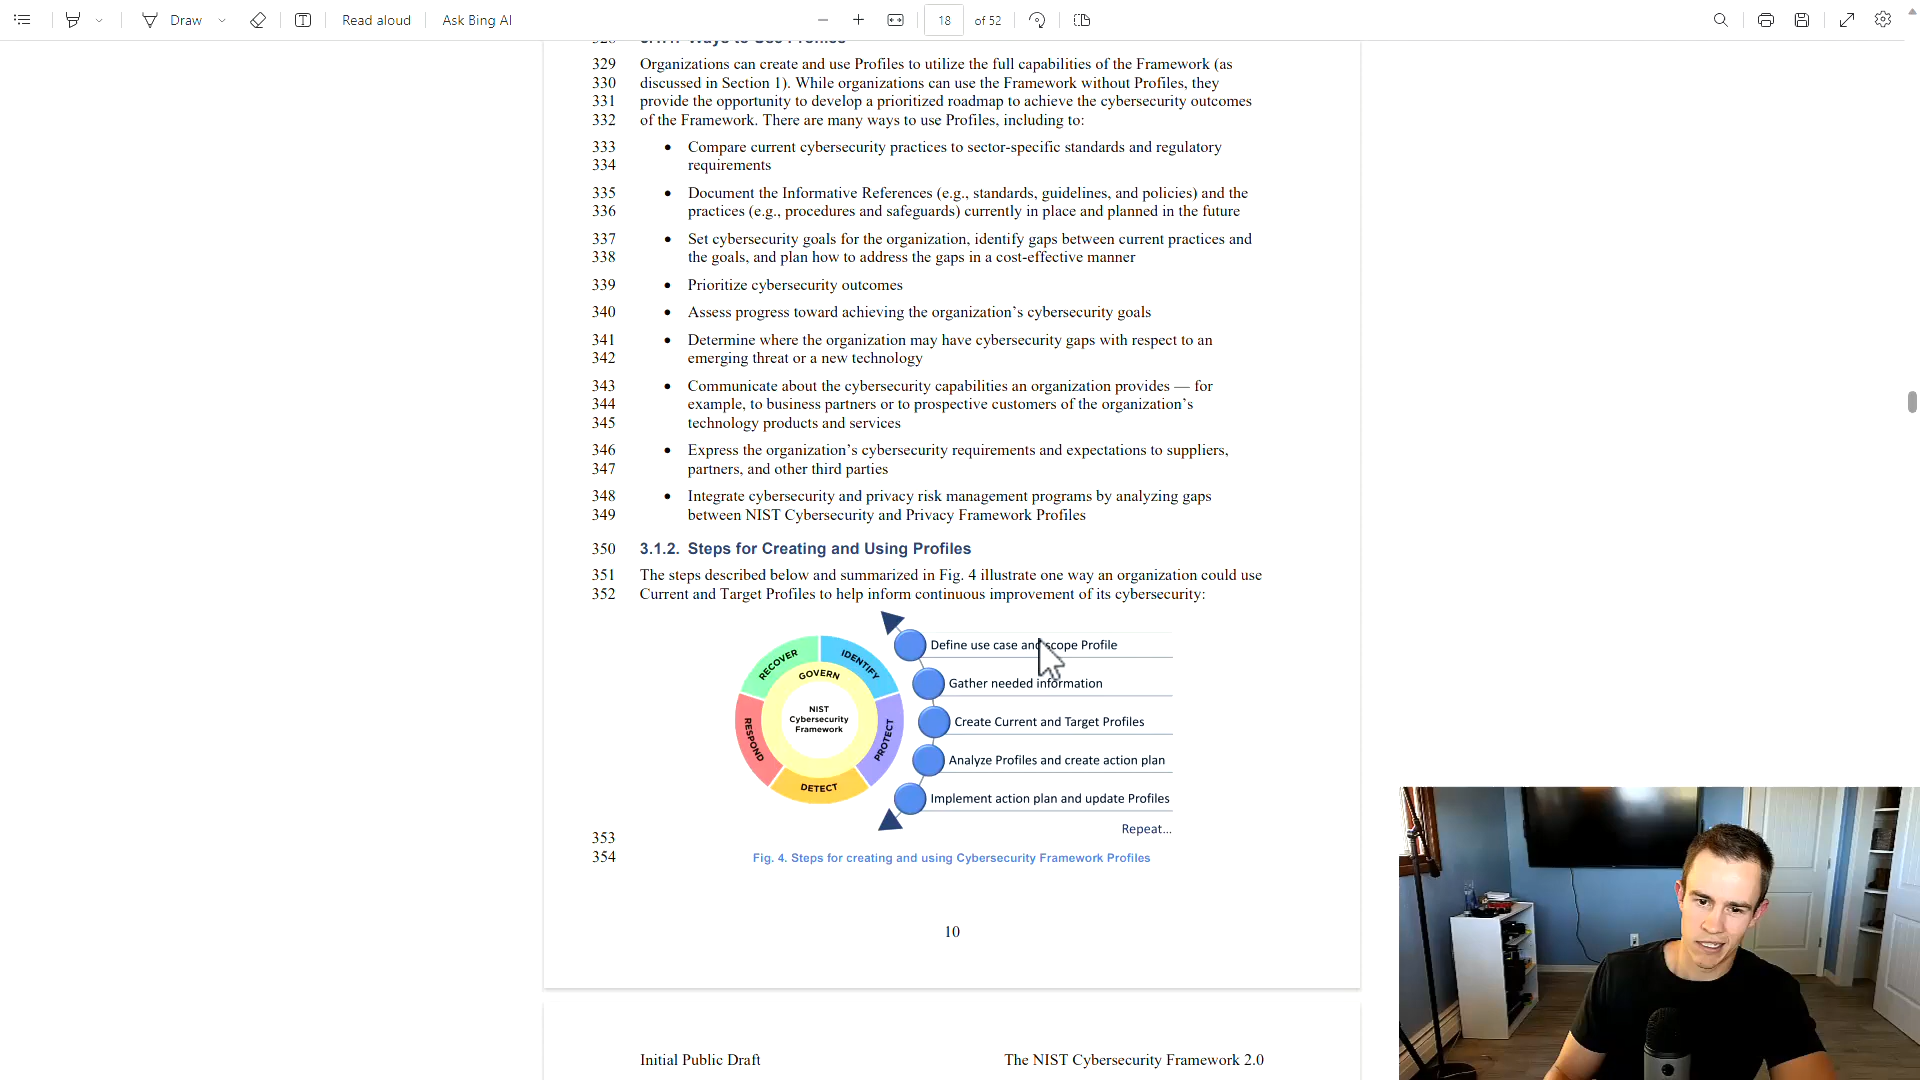 Draw
Read aloud
Ask Bing AI
18
of 52
328 3.1.1. Ways to Use Profiles
329 Organizations can create and use Profiles to utilize the full capabilities of the Framework (as
330 discussed in Section 1). While organizations can use the Framework without Profiles, they
331 provide the opportunity to develop a prioritized roadmap to achieve the cybersecurity outcomes
332 of the Framework. There are many ways to use Profiles, including to:
333 • Compare current cybersecurity practices to sector-specific standards and regulatory
334 requirements
335 • Document the Informative References (e.g., standards, guidelines, and policies) and the
336 practices (e.g., procedures and safeguards) currently in place and planned in the future
337 • Set cybersecurity goals for the organization, identify gaps between current practices and
338 the goals, and plan how to address the gaps in a cost-effective manner
339 • Prioritize cybersecurity outcomes
340 • Assess progress toward achieving the organization’s cybersecurity goals
341 • Determine where the organization may have cybersecurity gaps with respect to an
342 emerging threat or a new technology
343 • Communicate about the cybersecurity capabilities an organization provides — for
344 example, to business partners or to prospective customers of the organization’s
345 technology products and services
346 • Express the organization’s cybersecurity requirements and expectations to suppliers,
347 partners, and other third parties
348 • Integrate cybersecurity and privacy risk management programs by analyzing gaps
349 between NIST Cybersecurity and Privacy Framework Profiles
350 3.1.2. Steps for Creating and Using Profiles
351 The steps described below and summarized in Fig. 4 illustrate one way an organization could use
352 Current and Target Profiles to help inform continuous improvement of its cybersecurity:
RECOVER
IDENTIFY
GOVERN
NIST
Cybersecurity
Framework
RESPOND
PROTECT
DETECT
Define use case and scope Profile
Gather needed information
Create Current and Target Profiles
Analyze Profiles and create action plan
Implement action plan and update Profiles
Repeat...
353
354 Fig. 4. Steps for creating and using Cybersecurity Framework Profiles
10
Initial Public Draft
The NIST Cybersecurity Framework 2.0